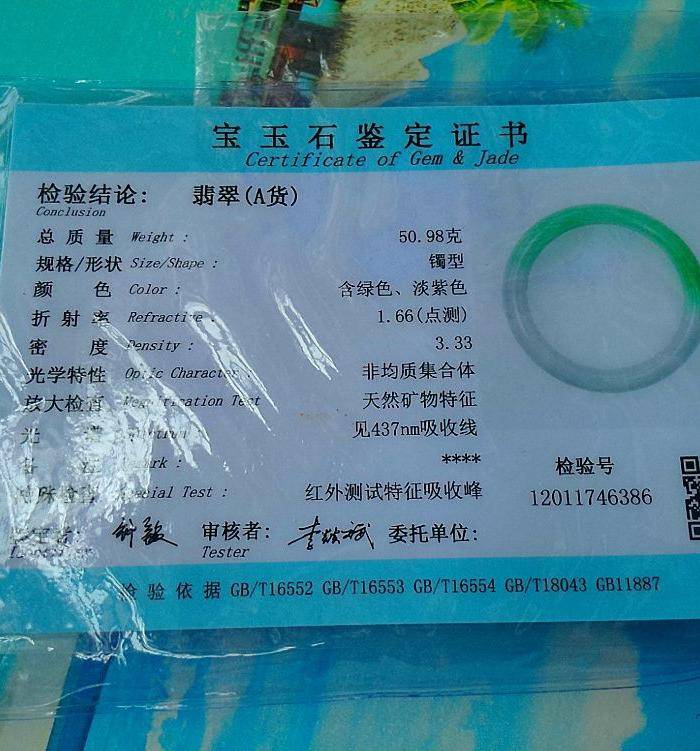 宝玉石鉴定证书
Certificate of Gem & Jade
检验结论: 翡翠(A货)
Conclusion
总质量 Weight : 50.98克
规格/形状 Size/Shape : 镯型
颜色 Color : 含绿色、淡紫色
折射率 Refractive : 1.66(点测)
密度 Density : 3.33
光学特性 Optic Character : 非均质集合体
放大检查 Test 天然矿物特征
光 见437nm吸收线
****
Test : 红外测试特征吸收峰
检验号
12011746386
审核者: 委托单位:
Tester
检验依据 GB/T16552 GB/T16553 GB/T16554 GB/T18043 GB11887